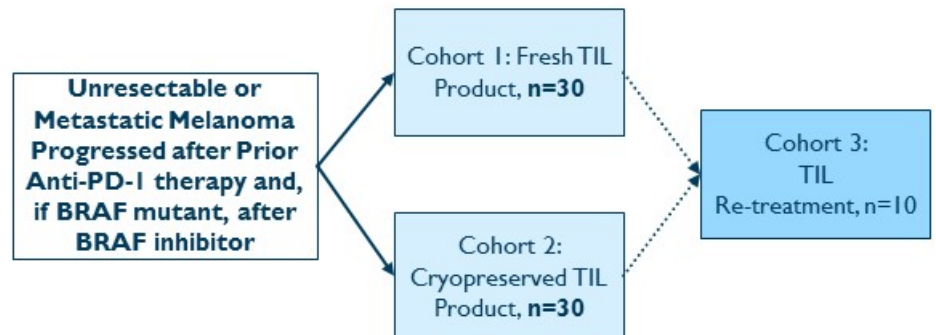 Unresectable or
Metastatic Melanoma
Progressed after Prior
Anti-PD-1 therapy and,
if BRAF mutant, after
BRAF inhibitor
Cohort 1: Fresh TIL
Product, n=30
Cohort 2:
Cryopreserved TIL
Product, n=30
Cohort 3:
TIL
Re-treatment, n=10